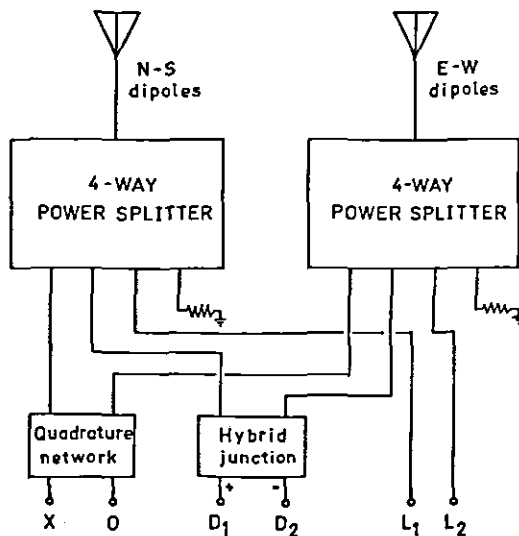 N-S
dipoles
E-W
dipoles
4-WAY
POWER SPLITTER
4-WAY
POWER SPLITTER
Quadrature
network
Hybrid
junction
+ -
X O D1 D2 L1 L2